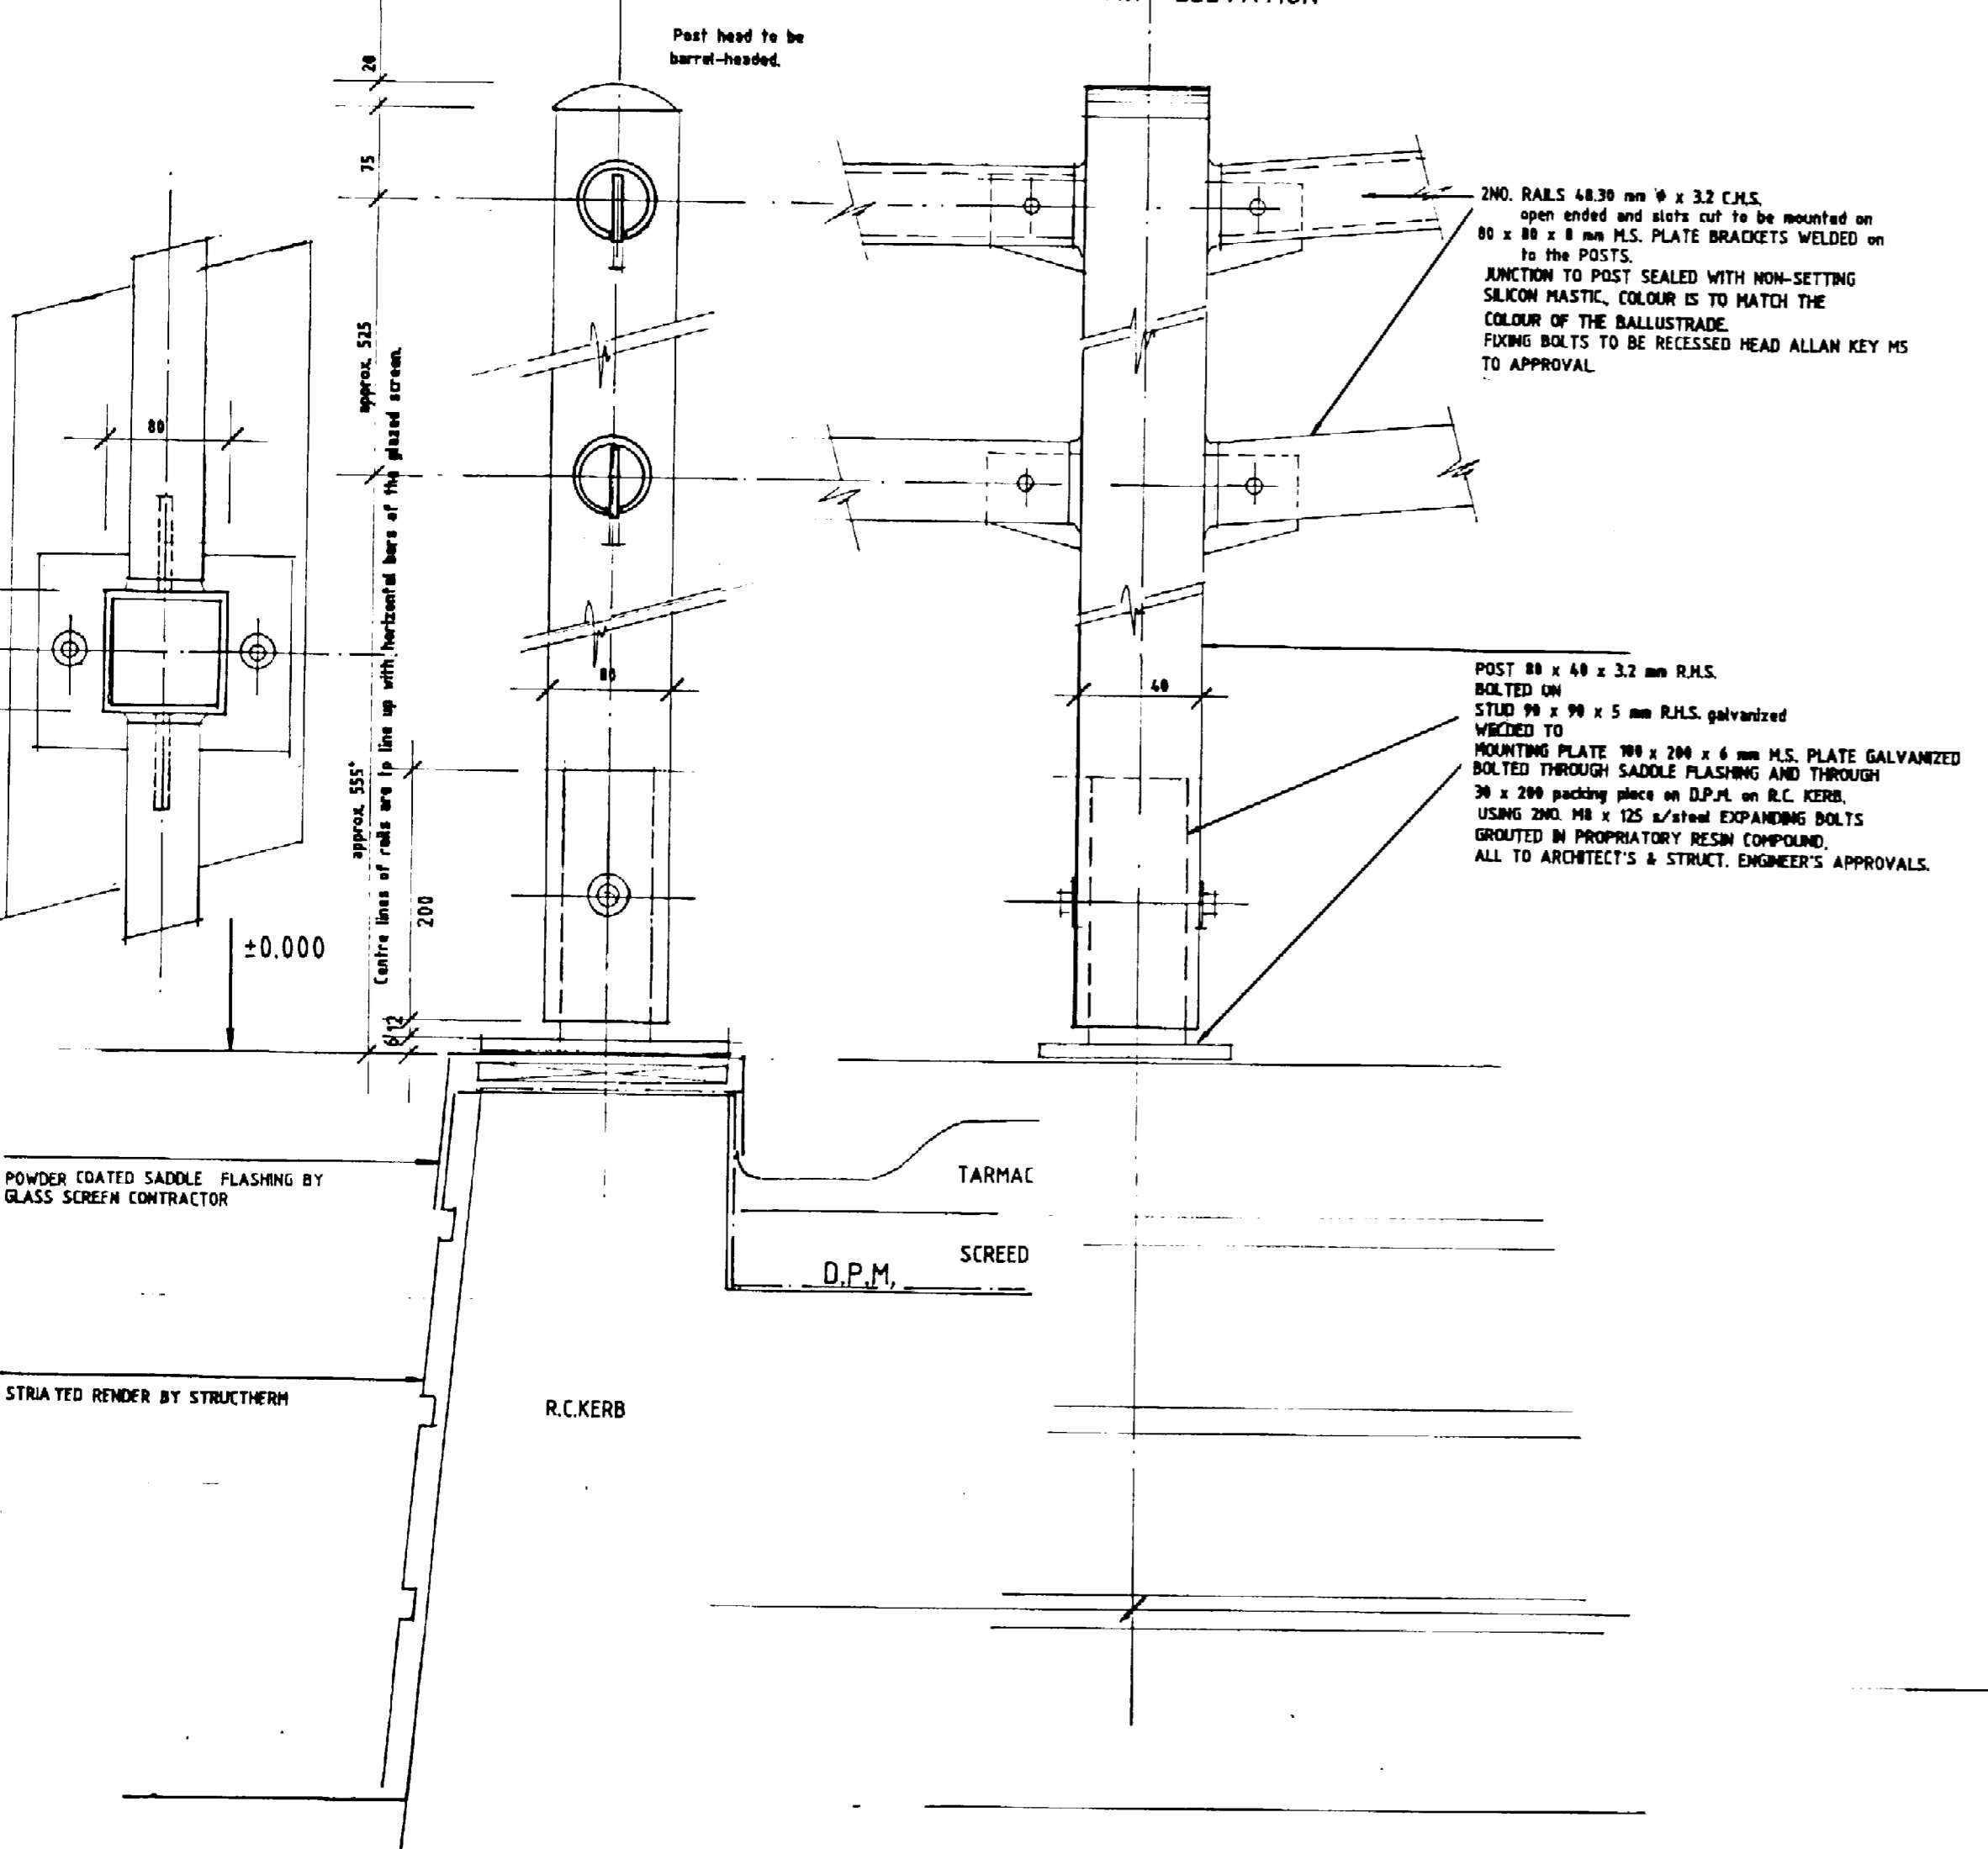 Post head to be
barrel-headed.
20
75
approx. 525
80
Centre lines of rails are to line up with horizontal bars of the glazed screen.
approx. 555*
200
12
6
±0.000
80
40
2NO. RAILS 48.30 mm ϕ x 3.2 C.H.S.
open ended and slots cut to be mounted on
80 x 80 x 8 mm M.S. PLATE BRACKETS WELDED on
to the POSTS.
JUNCTION TO POST SEALED WITH NON-SETTING
SILICON MASTIC, COLOUR IS TO MATCH THE
COLOUR OF THE BALLUSTRADE.
FIXING BOLTS TO BE RECESSED HEAD ALLAN KEY M5
TO APPROVAL
POST 80 x 40 x 3.2 mm R.H.S.
BOLTED ON
STUD 90 x 90 x 5 mm R.H.S. galvanized
WELDED TO
MOUNTING PLATE 100 x 200 x 6 mm M.S. PLATE GALVANIZED
BOLTED THROUGH SADDLE FLASHING AND THROUGH
30 x 200 packing piece on D.P.M. on R.C. KERB,
USING 2NO. M8 x 125 s/steel EXPANDING BOLTS
GROUTED IN PROPRIATORY RESIN COMPOUND.
ALL TO ARCHITECT'S & STRUCT. ENGINEER'S APPROVALS.
POWDER COATED SADDLE FLASHING BY
GLASS SCREEN CONTRACTOR
TARMAC
SCREED
D.P.M.
STRIATED RENDER BY STRUCTHERM
R.C.KERB